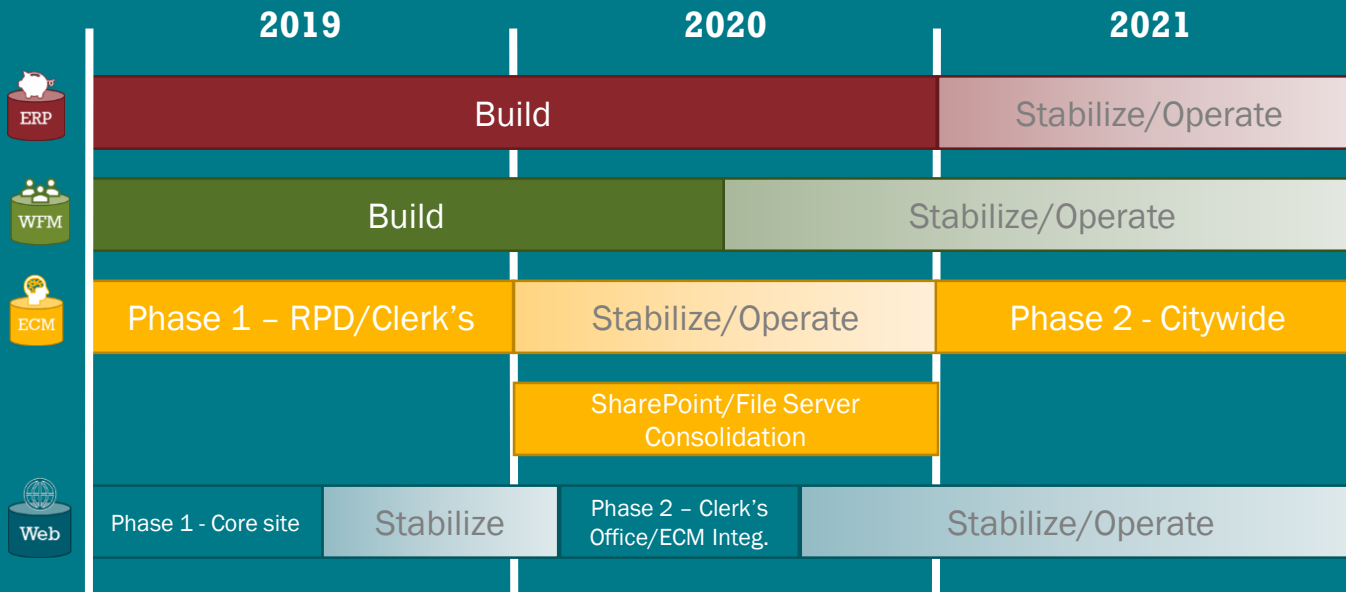 2019
2020
2021
ERP
Build
Stabilize/Operate
WFM
Build
Stabilize/Operate
ECM
Phase 1 – RPD/Clerk's
Stabilize/Operate
Phase 2 - Citywide
SharePoint/File Server
Consolidation
Web
Phase 1 - Core site
Stabilize
Phase 2 – Clerk's
Office/ECM Integ.
Stabilize/Operate